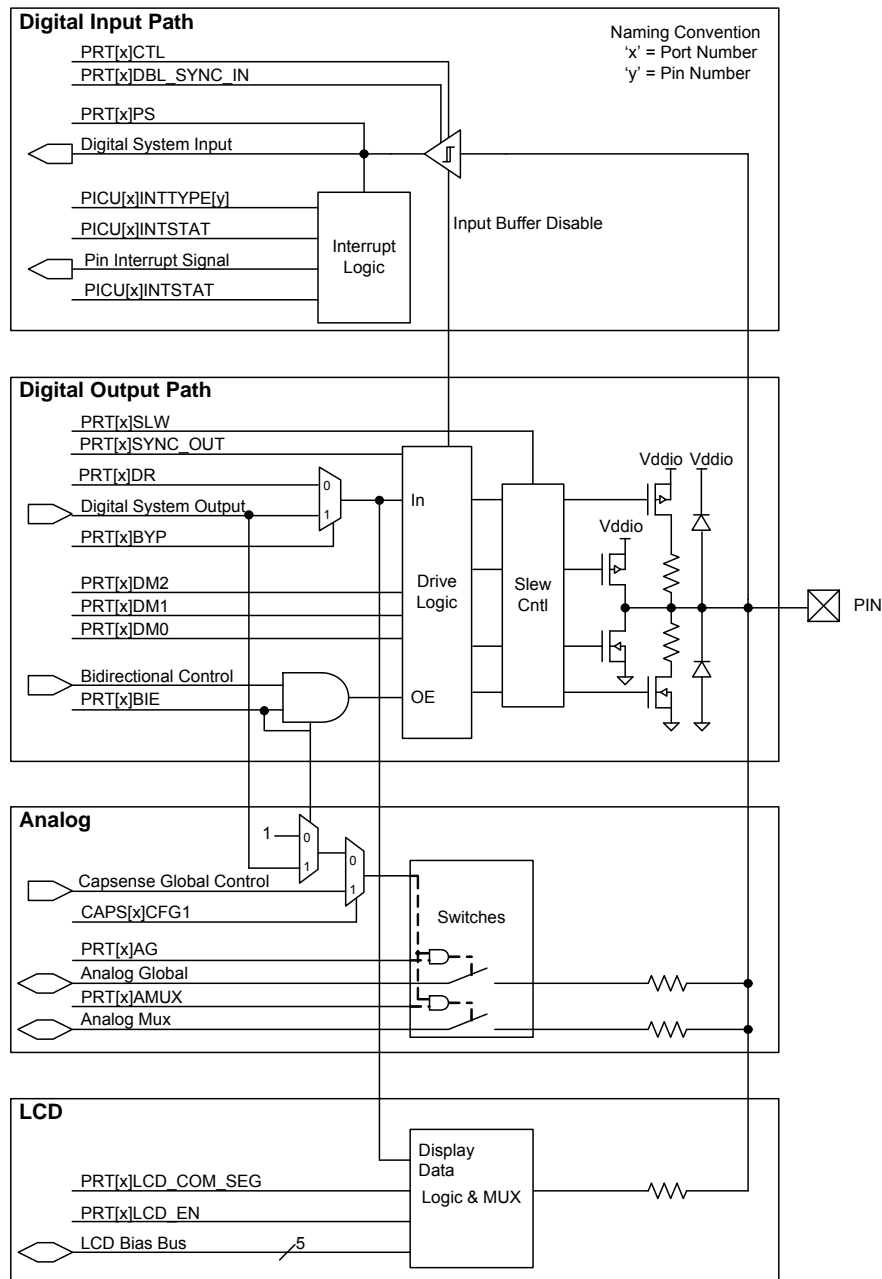 Digital Input Path
Naming Convention
‘x’ = Port Number
‘y’ = Pin Number
PRT[x]CTL
PRT[x]DBL_SYNC_IN
PRT[x]PS
Digital System Input
PICU[x]INTTYPE[y]
PICU[x]INTSTAT
Pin Interrupt Signal
PICU[x]INTSTAT
Interrupt
Logic
Input Buffer Disable
Digital Output Path
PRT[x]SLW
PRT[x]SYNC_OUT
PRT[x]DR
Digital System Output
PRT[x]BYP
0
1
PRT[x]DM2
PRT[x]DM1
PRT[x]DM0
Bidirectional Control
PRT[x]BIE
In
Drive
Logic
OE
Slew
Cntl
Vddio
Vddio
Vddio
PIN
Analog
1
0
1
0
1
Capsense Global Control
CAPS[x]CFG1
PRT[x]AG
Analog Global
PRT[x]AMUX
Analog Mux
Switches
LCD
PRT[x]LCD_COM_SEG
PRT[x]LCD_EN
LCD Bias Bus
5
Display
Data
Logic & MUX